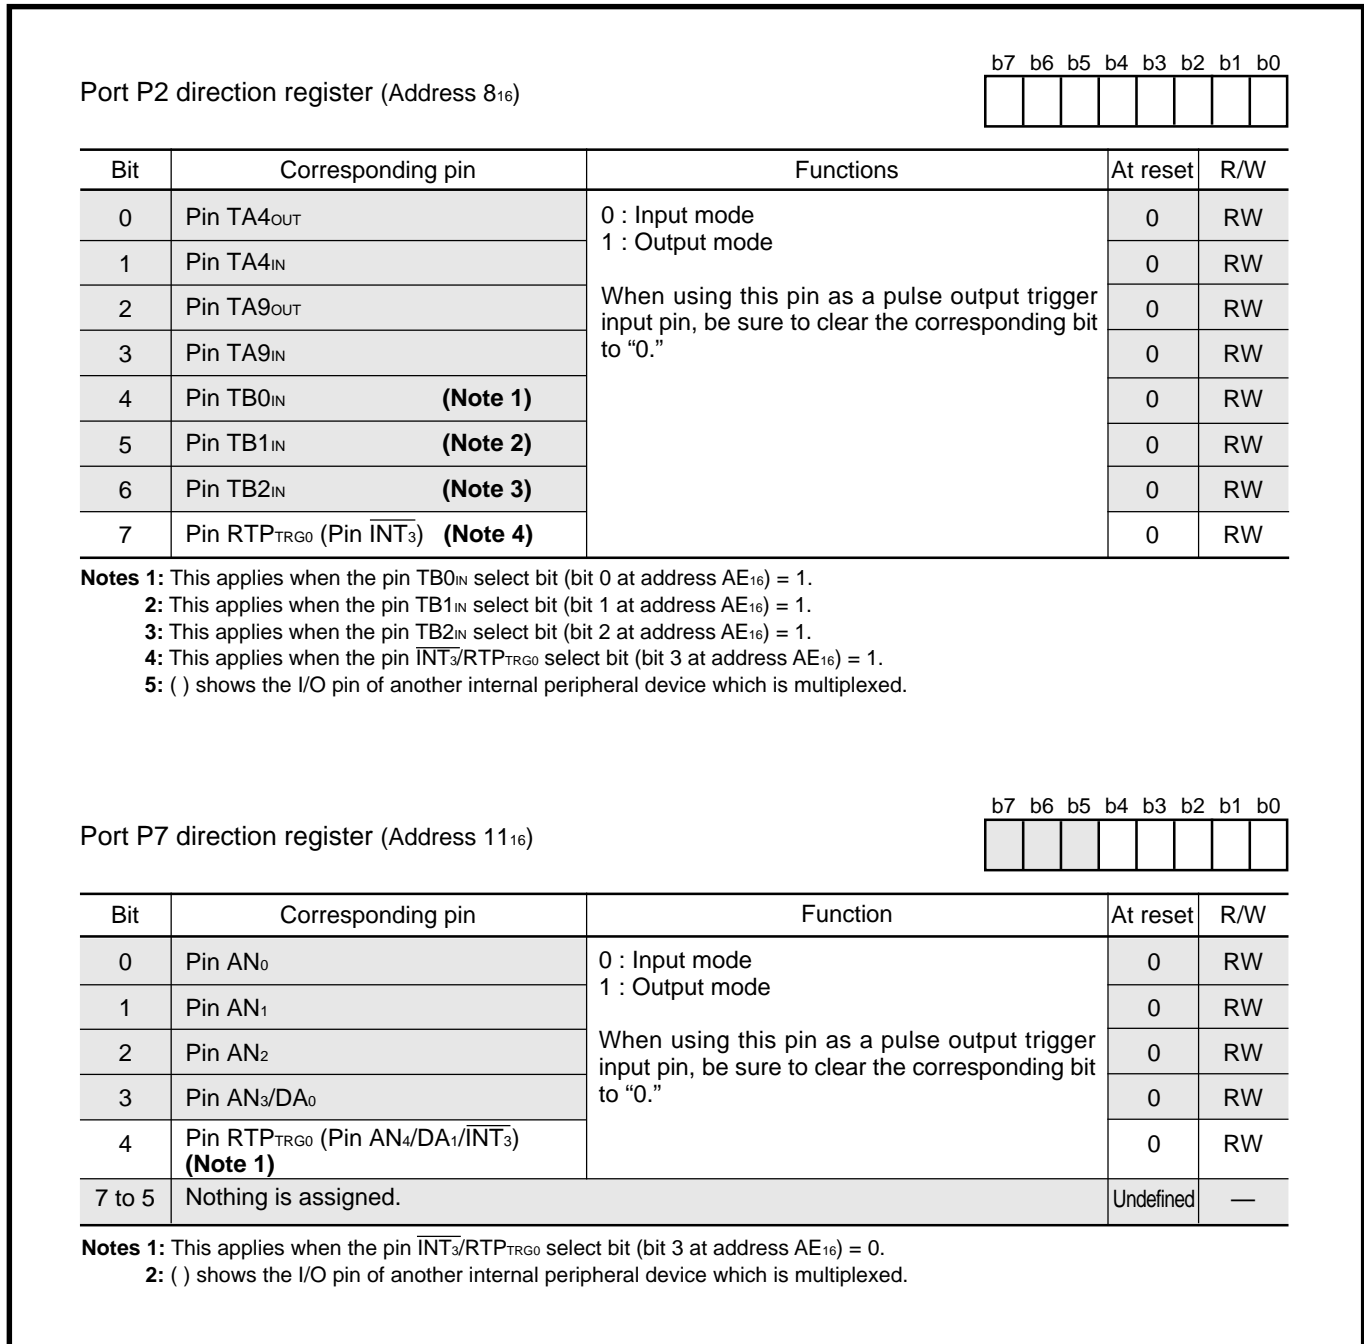 b7 b6 b5 b4 b3 b2 b1 b0
Port P2 direction register (Address 8₁₆)
Bit Corresponding pin Functions At reset R/W
0 Pin TA4OUT 0 : Input mode 0 RW
1 : Output mode
1 Pin TA4IN 0 RW
2 Pin TA9OUT When using this pin as a pulse output trigger 0 RW
input pin, be sure to clear the corresponding bit
3 Pin TA9IN to “0.” 0 RW
4 Pin TB0IN (Note 1) 0 RW
5 Pin TB1IN (Note 2) 0 RW
6 Pin TB2IN (Note 3) 0 RW
7 Pin RTPTRG0 (Pin INT₃) (Note 4) 0 RW
Notes 1: This applies when the pin TB0IN select bit (bit 0 at address AE₁₆) = 1.
2: This applies when the pin TB1IN select bit (bit 1 at address AE₁₆) = 1.
3: This applies when the pin TB2IN select bit (bit 2 at address AE₁₆) = 1.
4: This applies when the pin INT₃/RTPTRG0 select bit (bit 3 at address AE₁₆) = 1.
5: ( ) shows the I/O pin of another internal peripheral device which is multiplexed.
b7 b6 b5 b4 b3 b2 b1 b0
Port P7 direction register (Address 11₁₆)
Bit Corresponding pin Function At reset R/W
0 Pin AN₀ 0 : Input mode 0 RW
1 : Output mode
1 Pin AN₁ 0 RW
2 Pin AN₂ When using this pin as a pulse output trigger 0 RW
input pin, be sure to clear the corresponding bit
3 Pin AN₃/DA₀ to “0.” 0 RW
4 Pin RTPTRG0 (Pin AN₄/DA₁/INT₃) 0 RW
(Note 1)
7 to 5 Nothing is assigned. Undefined —
Notes 1: This applies when the pin INT₃/RTPTRG0 select bit (bit 3 at address AE₁₆) = 0.
2: ( ) shows the I/O pin of another internal peripheral device which is multiplexed.